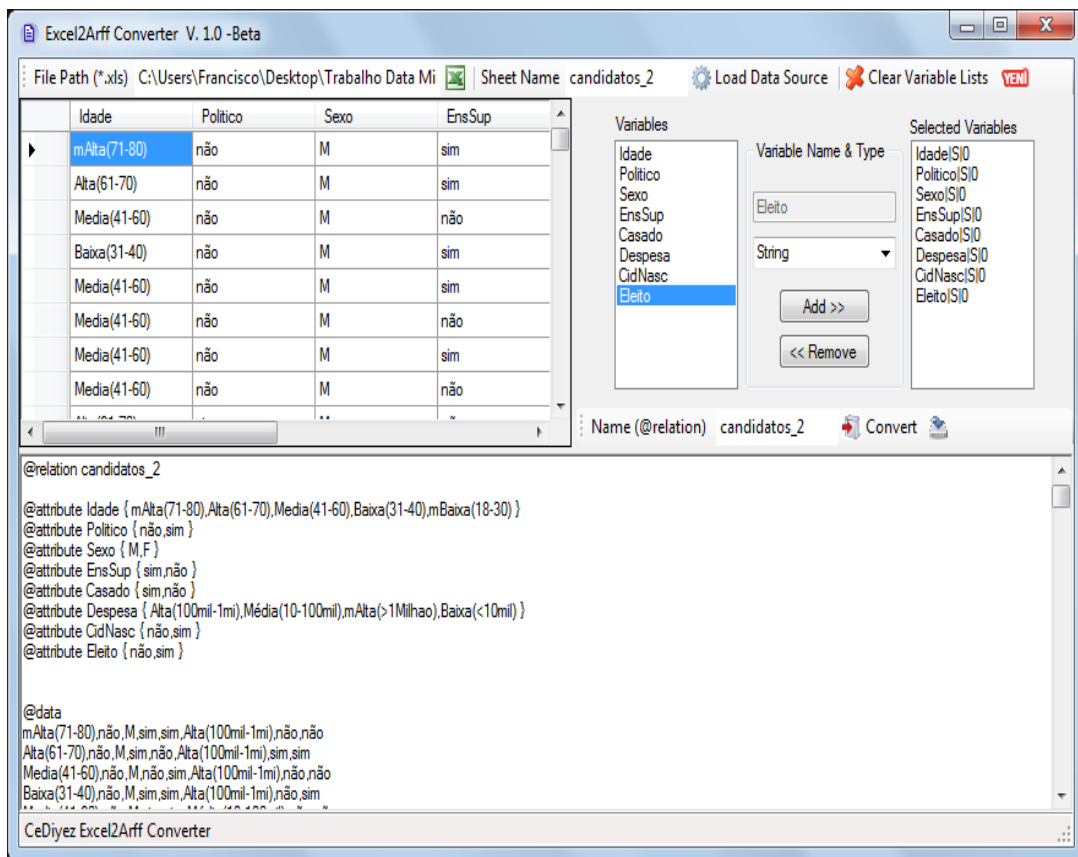 Excel2Arff Converter V. 1.0 -Beta
File Path (*.xls) C:\Users\Francisco\Desktop\Trabalho Data Mi Sheet Name candidatos_2 Load Data Source Clear Variable Lists YENİ
Idade Politico Sexo EnsSup
mAlta(71-80) não M sim
Alta(61-70) não M sim
Media(41-60) não M não
Baixa(31-40) não M sim
Media(41-60) não M sim
Media(41-60) não M não
Media(41-60) não M sim
Media(41-60) não M não
Variables
Idade
Politico
Sexo
EnsSup
Casado
Despesa
CidNasc
Eleito
Variable Name & Type
Eleito
String
Add >>
<< Remove
Selected Variables
Idade|S|0
Politico|S|0
Sexo|S|0
EnsSup|S|0
Casado|S|0
Despesa|S|0
CidNasc|S|0
Eleito|S|0
Name (@relation) candidatos_2 Convert
@relation candidatos_2
@attribute Idade { mAlta(71-80),Alta(61-70),Media(41-60),Baixa(31-40),mBaixa(18-30) }
@attribute Politico { não,sim }
@attribute Sexo { M,F }
@attribute EnsSup { sim,não }
@attribute Casado { sim,não }
@attribute Despesa { Alta(100mil-1mi),Média(10-100mil),mAlta(>1Milhao),Baixa(<10mil) }
@attribute CidNasc { não,sim }
@attribute Eleito { não,sim }
@data
mAlta(71-80),não,M,sim,sim,Alta(100mil-1mi),não,não
Alta(61-70),não,M,sim,não,Alta(100mil-1mi),sim,sim
Media(41-60),não,M,não,sim,Alta(100mil-1mi),não,não
Baixa(31-40),não,M,sim,sim,Alta(100mil-1mi),não,sim
CeDiyez Excel2Arff Converter